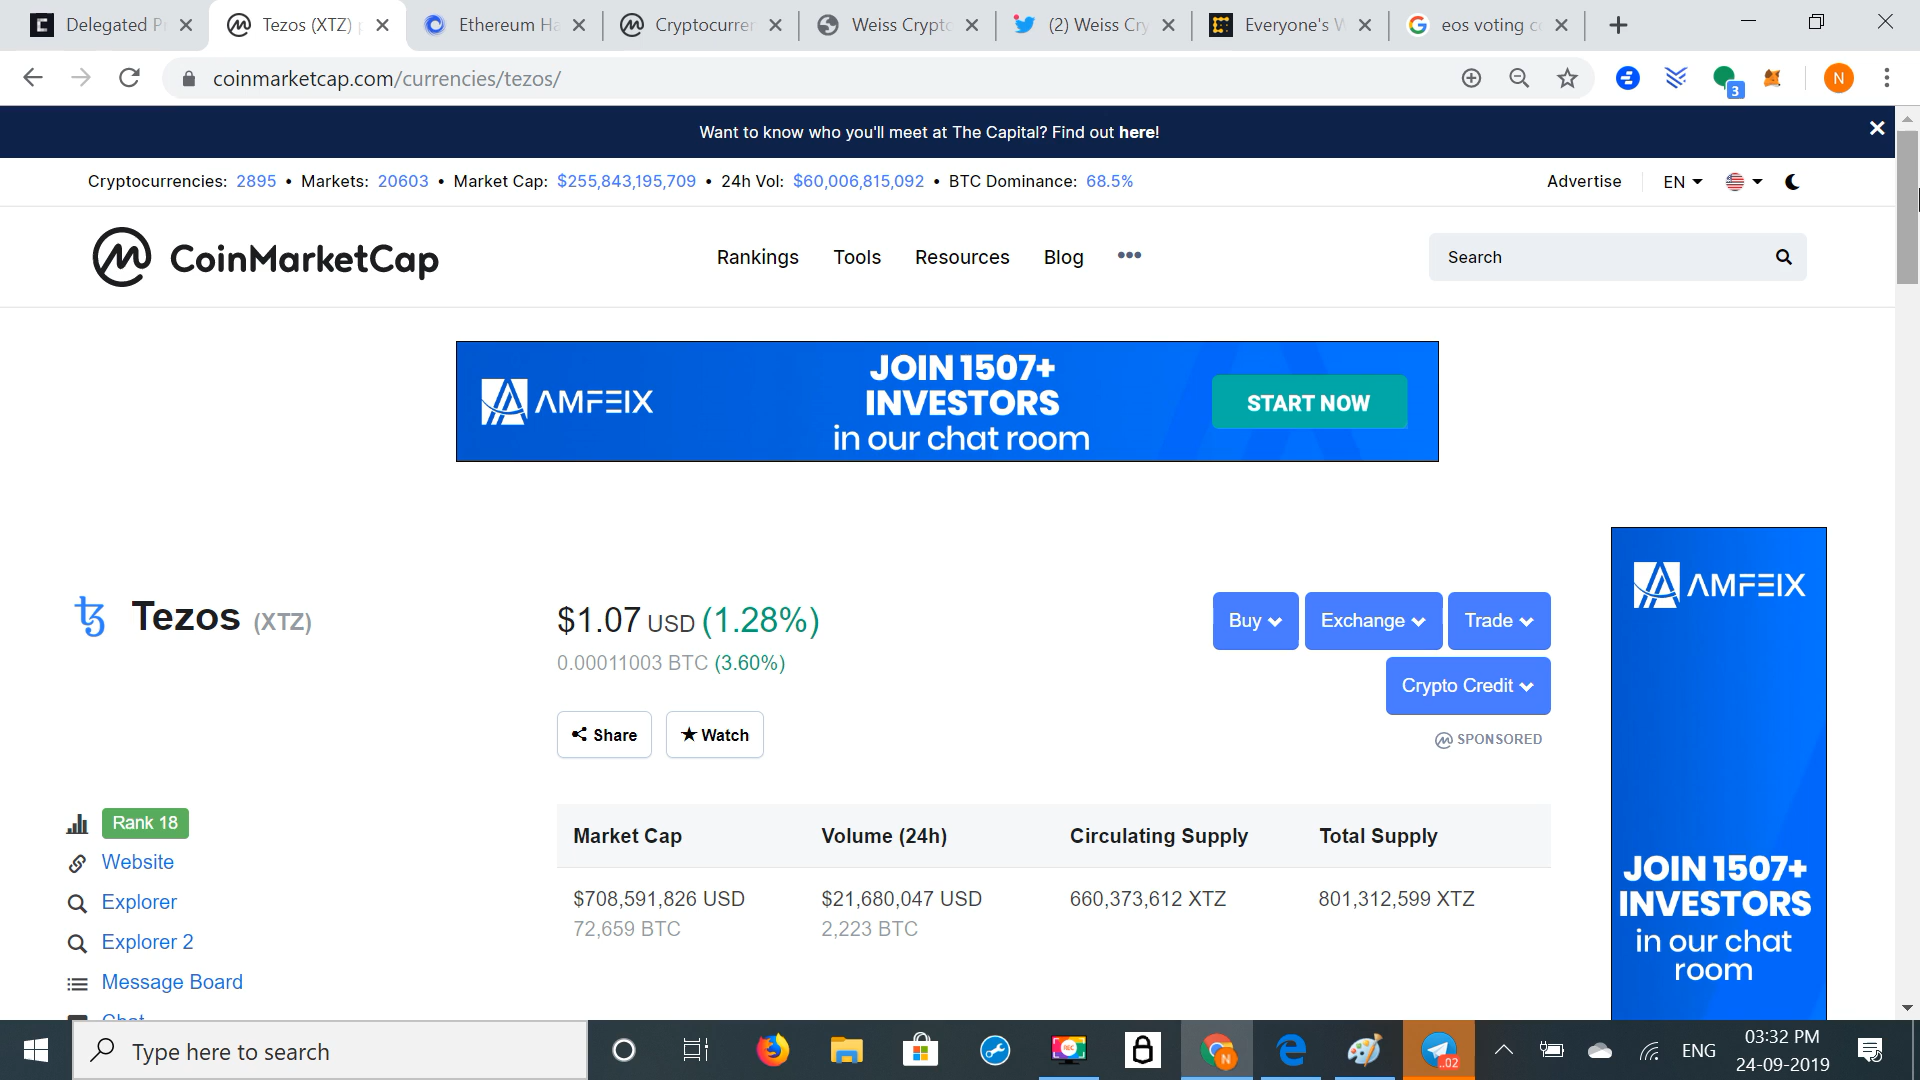 Delegated P
Tezos (XTZ) p
Ethereum Ha
Cryptocurren
Weiss Crypto
(2) Weiss Cry
Everyone's W
eos voting co
coinmarketcap.com/currencies/tezos/
3
N
Want to know who you'll meet at The Capital? Find out here!
Cryptocurrencies: 2895 • Markets: 20603 • Market Cap: $255,843,195,709 • 24h Vol: $60,006,815,092 • BTC Dominance: 68.5%
Advertise
EN
CoinMarketCap
Rankings
Tools
Resources
Blog
•••
Search
AMFEIX
JOIN 1507+
INVESTORS
in our chat room
START NOW
Tezos (XTZ)
$1.07 USD (1.28%)
0.00011003 BTC (3.60%)
Share
Watch
Buy
Exchange
Trade
Crypto Credit
SPONSORED
AMFEIX
JOIN 1507+
INVESTORS
in our chat
room
Rank 18
Website
Explorer
Explorer 2
Message Board
Chat
Market Cap
Volume (24h)
Circulating Supply
Total Supply
$708,591,826 USD
$21,680,047 USD
660,373,612 XTZ
801,312,599 XTZ
72,659 BTC
2,223 BTC
Type here to search
REC
N
..02
ENG
03:32 PM
24-09-2019